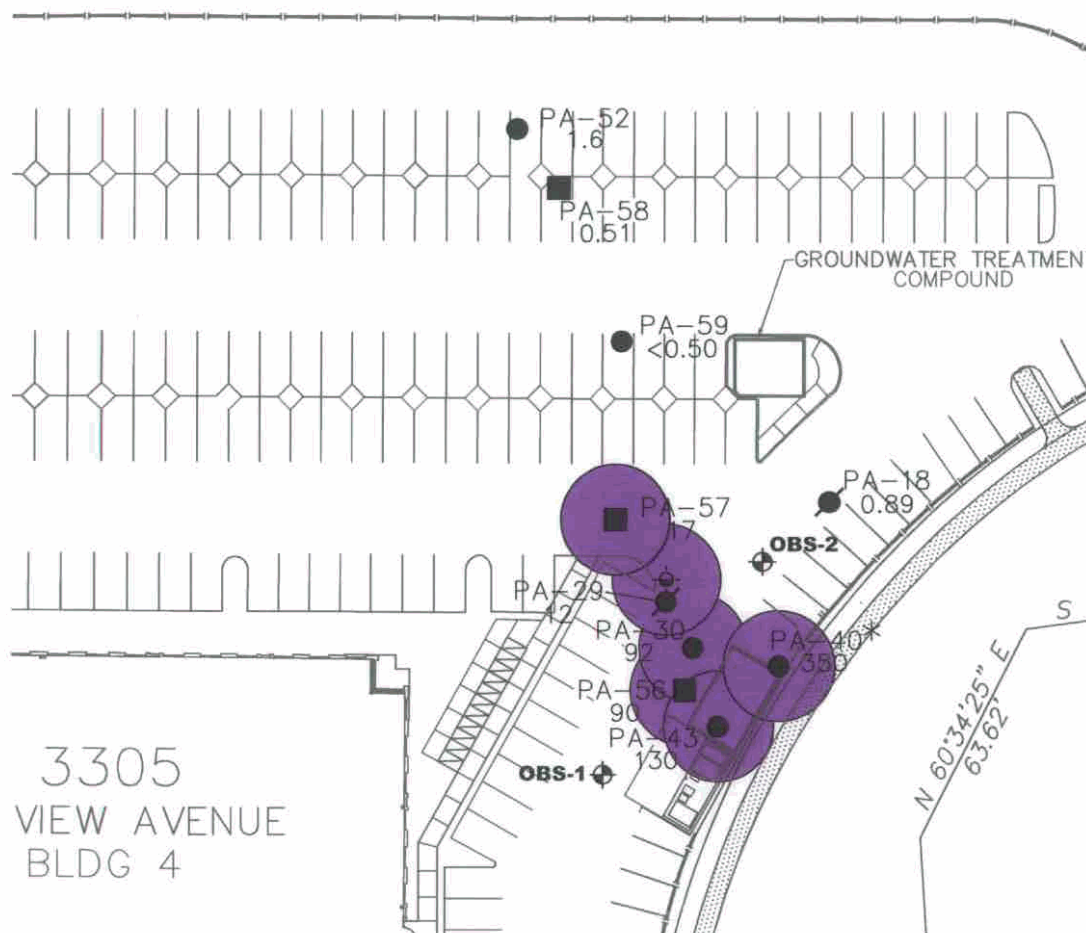 PA-52
1.6
PA-58
0.51
GROUNDWATER TREATMEN
COMPOUND
PA-59
<0.50
PA-18
0.89
PA-57
17
OBS-2
PA-29
12
PA-30
92
PA-40*
350
PA-56
90
PA-43
130
OBS-1
S
N 60°34'25" E
63.62'
3305
VIEW AVENUE
BLDG 4